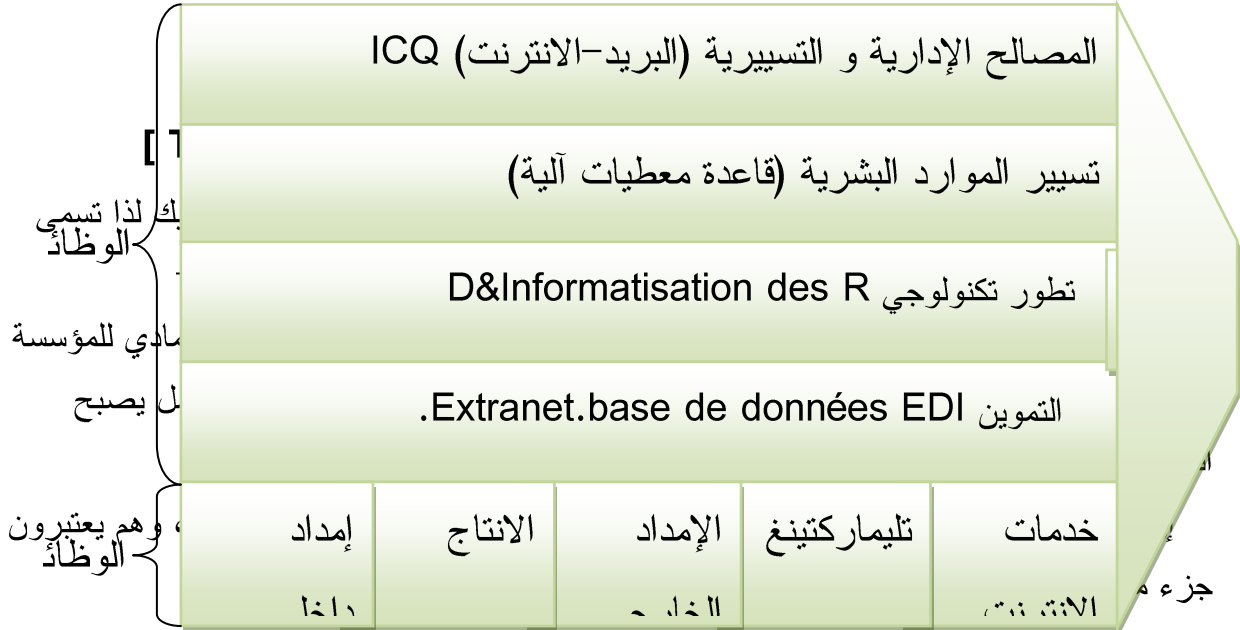 المصالح الإدارية و التسييرية (البريد-الانترنت) ICQ
تسيير الموارد البشرية (قاعدة معطيات آلية)
لذا تسمى
الوظائ
تطور تكنولوجي D&Informatisation des R
للمؤسسة
التموين Extranet.base de données EDI.
يصبح
خدمات
تليماركتينغ
الإمداد
الانتاج
إمداد
، وهم يعتبرون
الوظائ
الانترنت
جزء